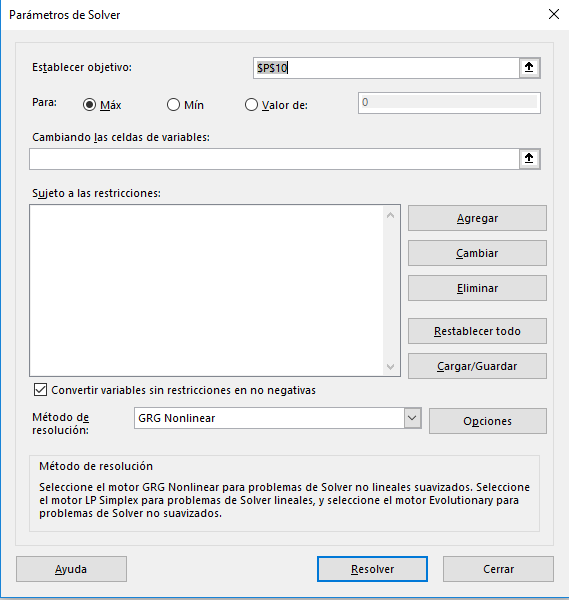 Parámetros de Solver
Establecer objetivo:
$P$10
Para:
Máx
Mín
Valor de:
0
Cambiando las celdas de variables:
Sujeto a las restricciones:
Agregar
Cambiar
Eliminar
Restablecer todo
Cargar/Guardar
Convertir variables sin restricciones en no negativas
Método de
resolución:
GRG Nonlinear
Opciones
Método de resolución
Seleccione el motor GRG Nonlinear para problemas de Solver no lineales suavizados. Seleccione
el motor LP Simplex para problemas de Solver lineales, y seleccione el motor Evolutionary para
problemas de Solver no suavizados.
Ayuda
Resolver
Cerrar